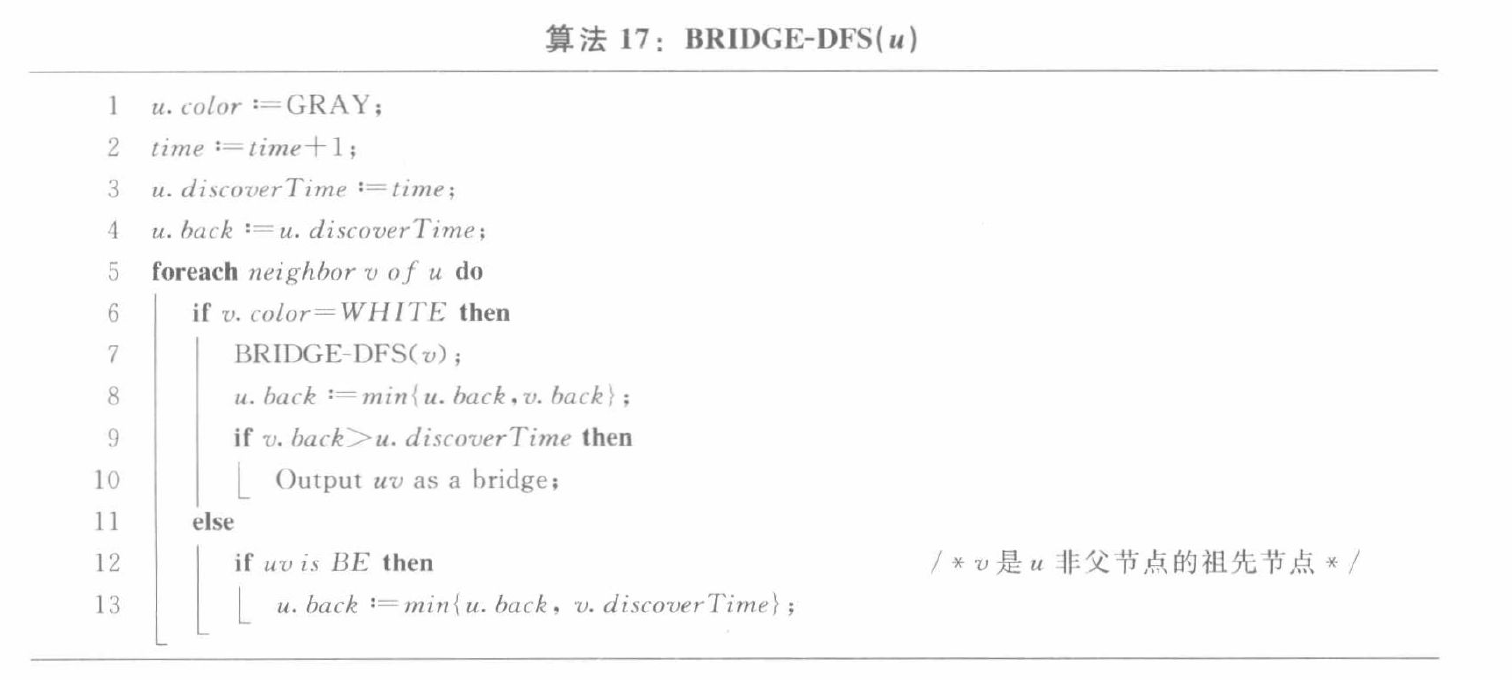 算法 17: BRIDGE-DFS(u)
1 u. color :=GRAY;
2 time :=time+1;
3 u. discoverTime :=time;
4 u. back :=u. discoverTime;
5 foreach neighbor v of u do
6 if v. color=WHITE then
7 BRIDGE-DFS(v);
8 u. back :=min{u. back,v. back};
9 if v. back>u. discoverTime then
10 Output uv as a bridge;
11 else
12 if uv is BE then /*v是u非父节点的祖先节点*/
13 u. back :=min{u. back, v. discoverTime};